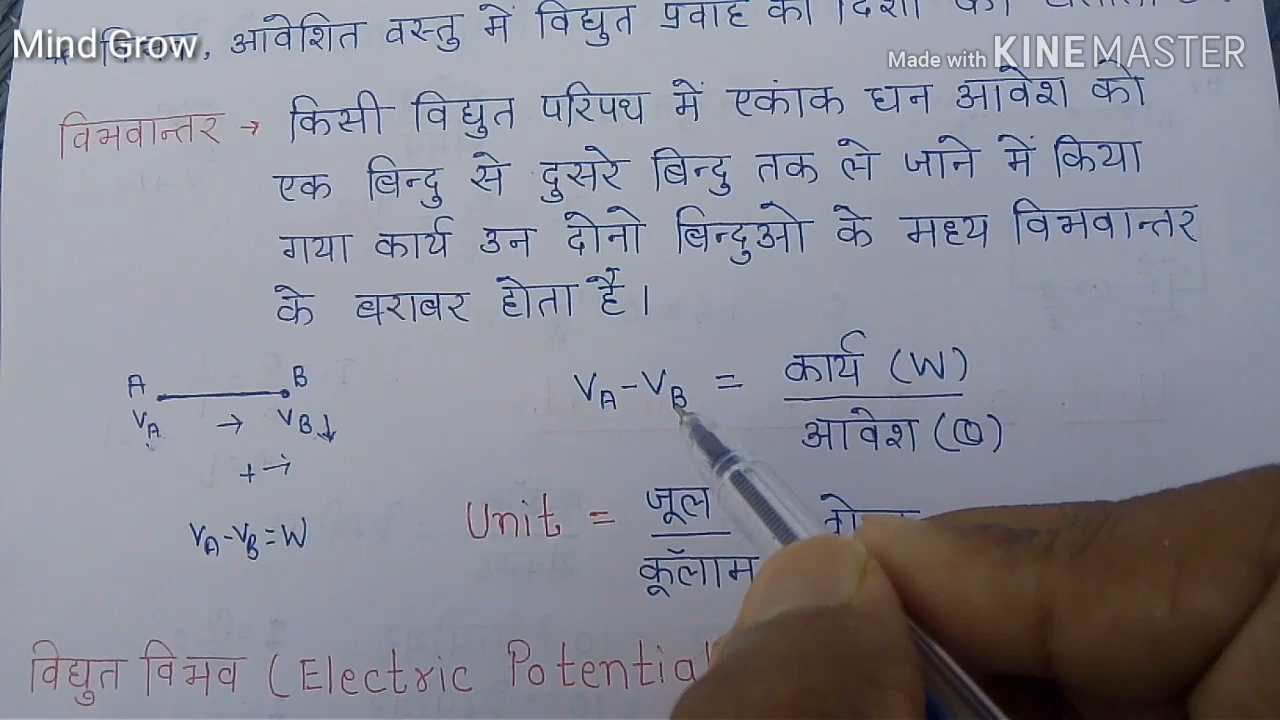 Mind Grow
Made with KINEMASTER
आवेशित वस्तु में विद्युत प्रवाह की दिशा
विभवान्तर → किसी विद्युत परिपथ में एकांक धन आवेश को
एक बिन्दु से दुसरे बिन्दु तक ले जाने में किया
गया कार्य उन दोनो बिन्दुओ के मध्य विभवान्तर
के बराबर होता है।
A B
VA → VB↓
+ →
VA-VB=W
VA-VB = कार्य (W)
आवेश (Q)
Unit = जूल
कूलॉम
विद्युत विभव (Electric Potential